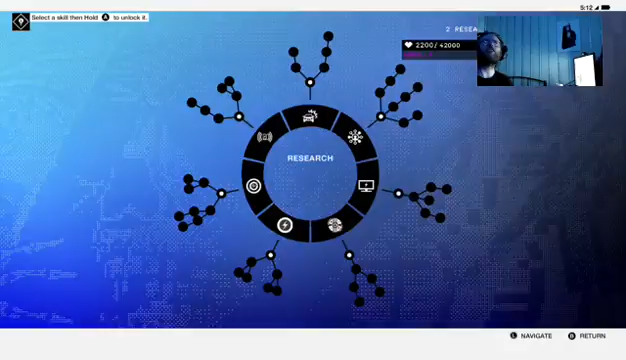 5:12
Select a skill then Hold A to unlock it.
2 RESEA
2200/ 42000
RESEARCH
L NAVIGATE B RETURN